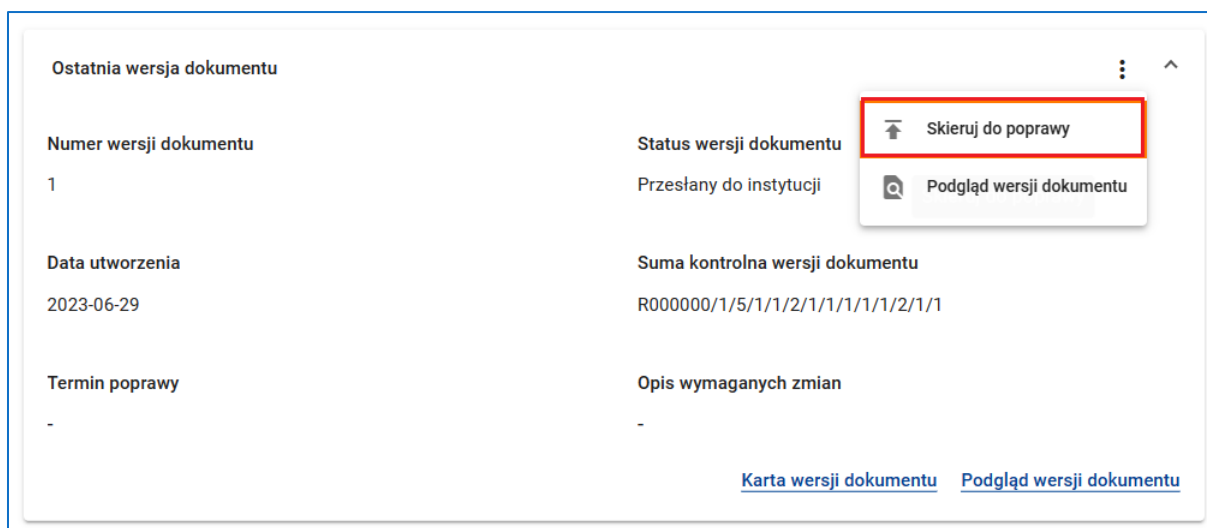 Ostatnia wersja dokumentu
Skieruj do poprawy
Podgląd wersji dokumentu
Numer wersji dokumentu
Status wersji dokumentu
1
Przesłany do instytucji
Data utworzenia
Suma kontrolna wersji dokumentu
2023-06-29
R000000/1/5/1/1/2/1/1/1/1/1/2/1/1
Termin poprawy
Opis wymaganych zmian
-
-
Karta wersji dokumentu
Podgląd wersji dokumentu